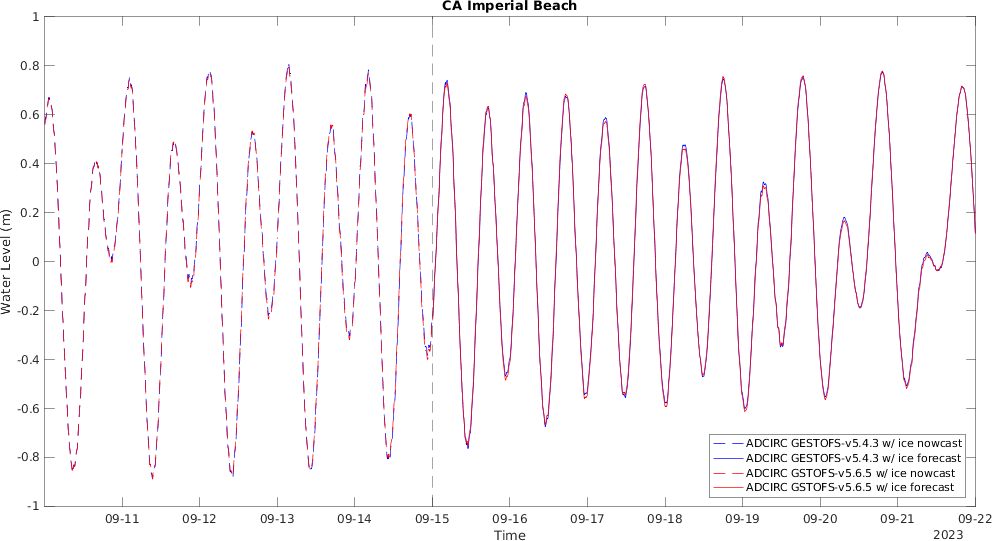 CA Imperial Beach
1
0.8
0.6
0.4
0.2
0
-0.2
-0.4
-0.6
-0.8
-1
Water Level (m)
ADCIRC GESTOFS-v5.4.3 w/ ice nowcast
ADCIRC GESTOFS-v5.4.3 w/ ice forecast
ADCIRC GSTOFS-v5.6.5 w/ ice nowcast
ADCIRC GSTOFS-v5.6.5 w/ ice forecast
09-11 09-12 09-13 09-14 09-15 09-16 09-17 09-18 09-19 09-20 09-21 09-22
Time
2023